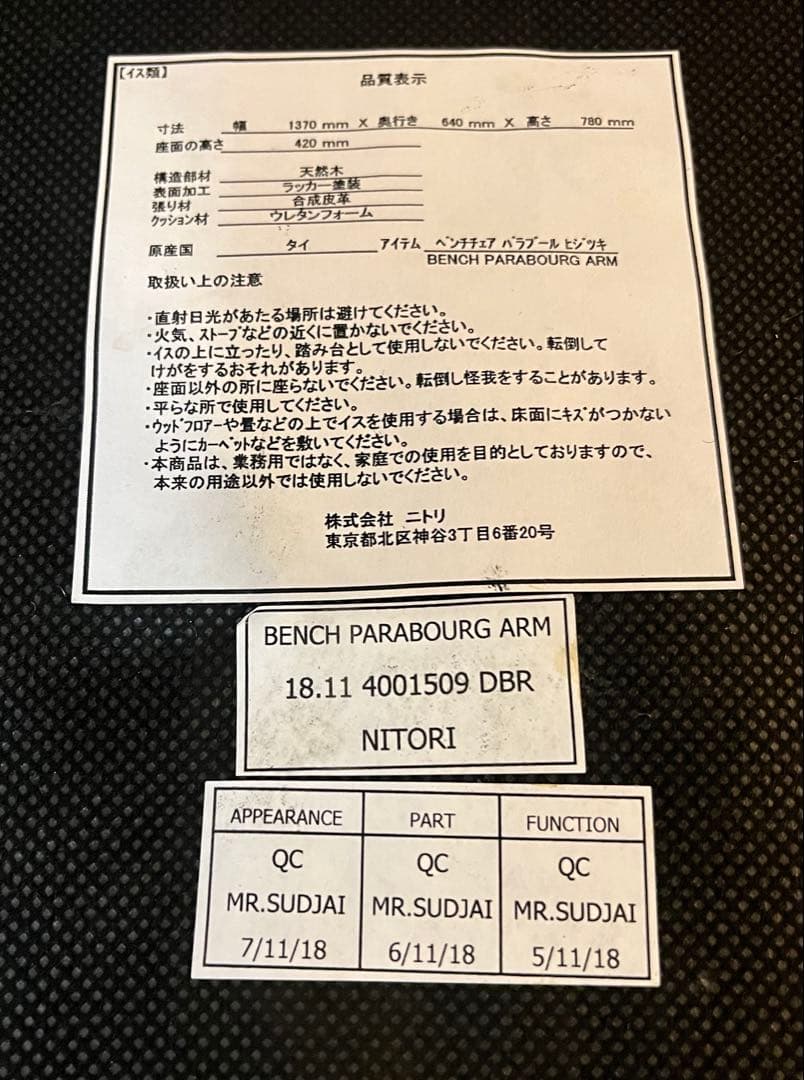 【イス類】
品質表示
寸法 幅 1370 mm X 奥行き 640 mm X 高さ 780 mm
座面の高さ 420 mm
構造部材 天然木
表面加工 ラッカー塗装
張り材 合成皮革
クッション材 ウレタンフォーム
原産国 タイ アイテム ベンチチェア パラブール ヒジツキ
BENCH PARABOURG ARM
取扱い上の注意
・直射日光があたる場所は避けてください。
・火気、ストーブなどの近くに置かないでください。
・イスの上に立ったり、踏み台として使用しないでください。転倒して
けがをするおそれがあります。
・座面以外の所に座らないでください。転倒し怪我をすることがあります。
・平らな所で使用してください。
・ウッドフロアーや畳などの上でイスを使用する場合は、床面にキズがつかない
ようにカーペットなどを敷いてください。
・本商品は、業務用ではなく、家庭での使用を目的としておりますので、
本来の用途以外では使用しないでください。
株式会社 ニトリ
東京都北区神谷3丁目6番20号
BENCH PARABOURG ARM
18.11 4001509 DBR
NITORI
APPEARANCE PART FUNCTION
QC QC QC
MR.SUDJAI MR.SUDJAI MR.SUDJAI
7/11/18 6/11/18 5/11/18